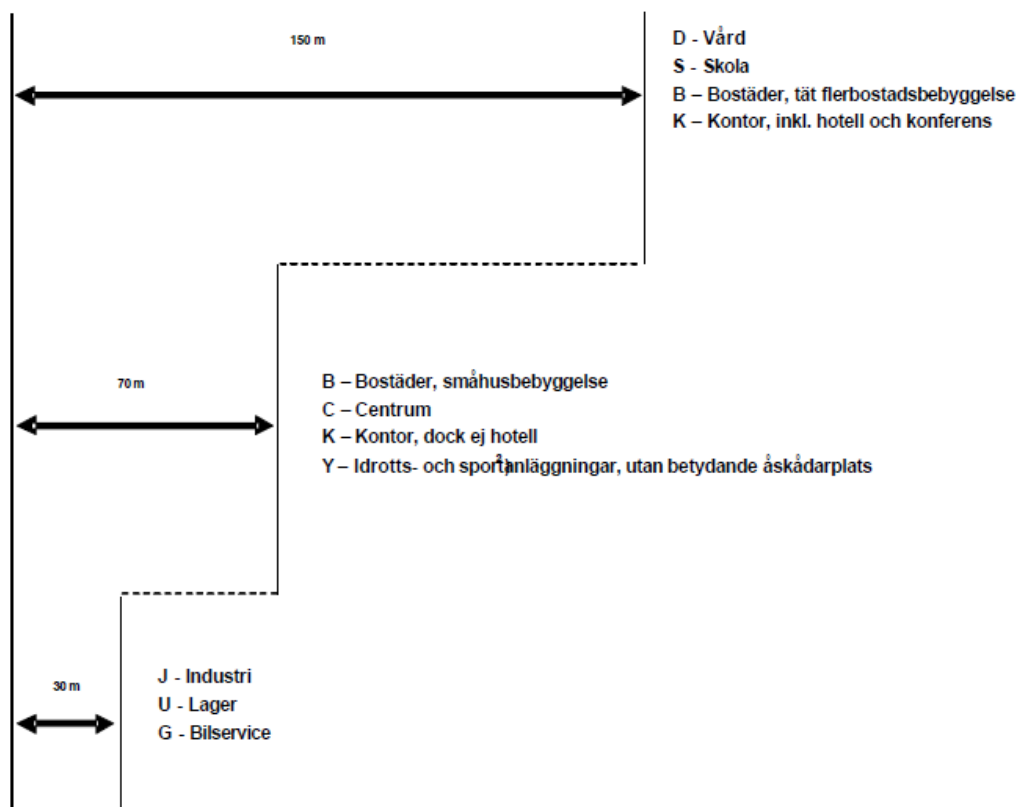 150 m
D - Vård
S - Skola
B – Bostäder, tät flerbostadsbebyggelse
K – Kontor, inkl. hotell och konferens
70 m
B – Bostäder, småhusbebyggelse
C – Centrum
K – Kontor, dock ej hotell
Y – Idrotts- och sportanläggningar, utan betydande åskådarplats
2)
30 m
J - Industri
U - Lager
G - Bilservice